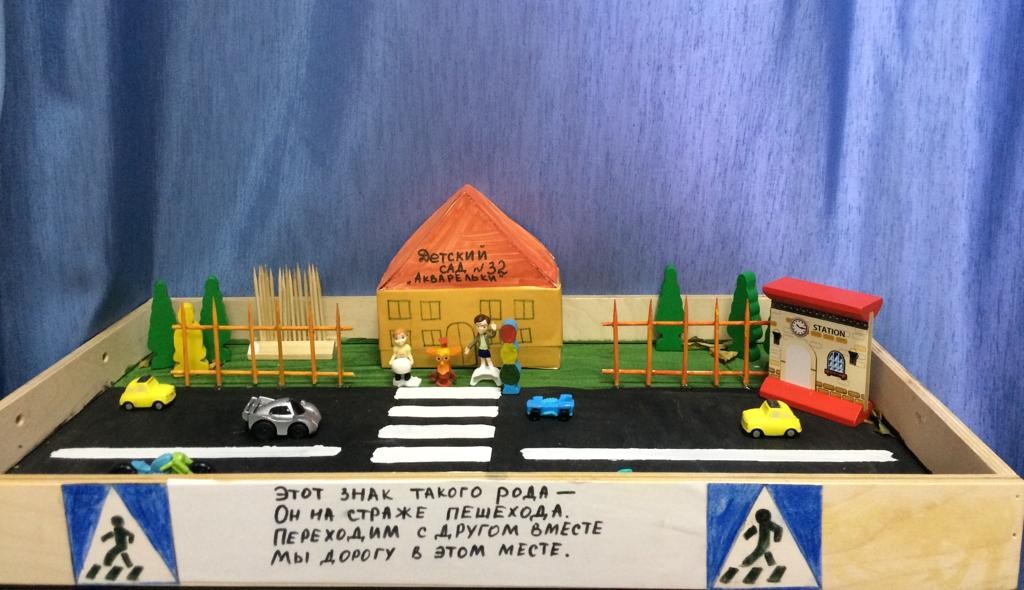 Детский
сад №32
"Акварельки"
STATION
Этот знак такого рода —
Он на страже пешехода.
Переходим с другом вместе
Мы дорогу в этом месте.